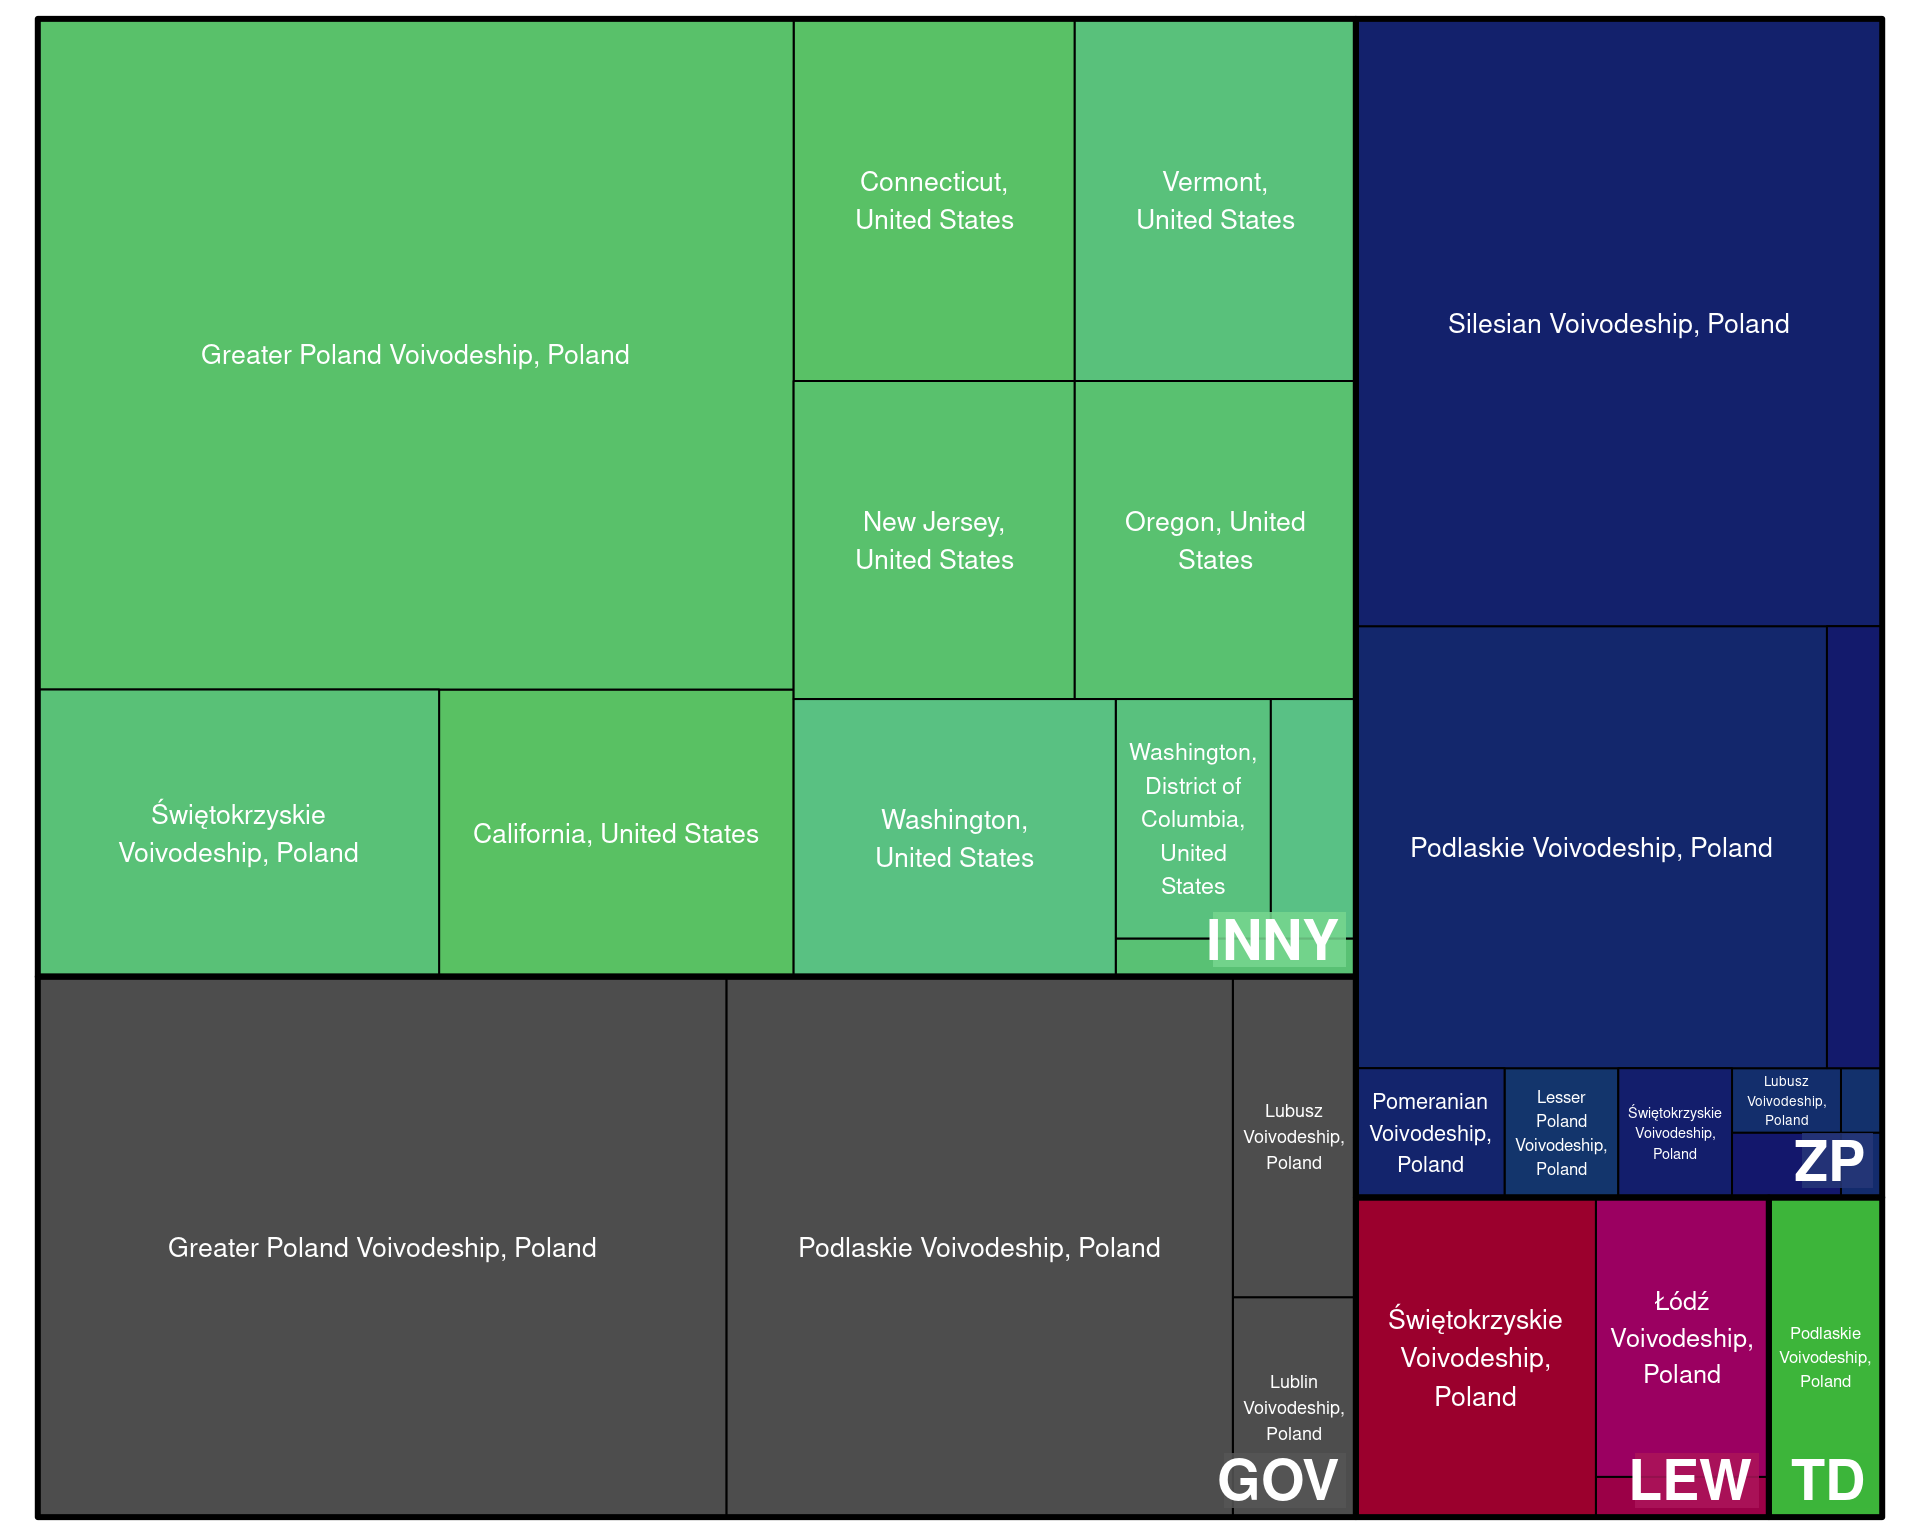 Greater Poland Voivodeship, Poland
Connecticut,
United States
Vermont,
United States
New Jersey,
United States
Oregon, United
States
Świętokrzyskie
Voivodeship, Poland
California, United States
Washington,
United States
Washington,
District of
Columbia,
United
States
INNY
Greater Poland Voivodeship, Poland
Podlaskie Voivodeship, Poland
Lubusz
Voivodeship,
Poland
Lublin
Voivodeship,
Poland
GOV
Silesian Voivodeship, Poland
Podlaskie Voivodeship, Poland
Pomeranian
Voivodeship,
Poland
Lesser
Poland
Voivodeship,
Poland
Świętokrzyskie
Voivodeship,
Poland
Lubusz
Voivodeship,
Poland
ZP
Świętokrzyskie
Voivodeship,
Poland
Łódź
Voivodeship,
Poland
LEW
Podlaskie
Voivodeship,
Poland
TD